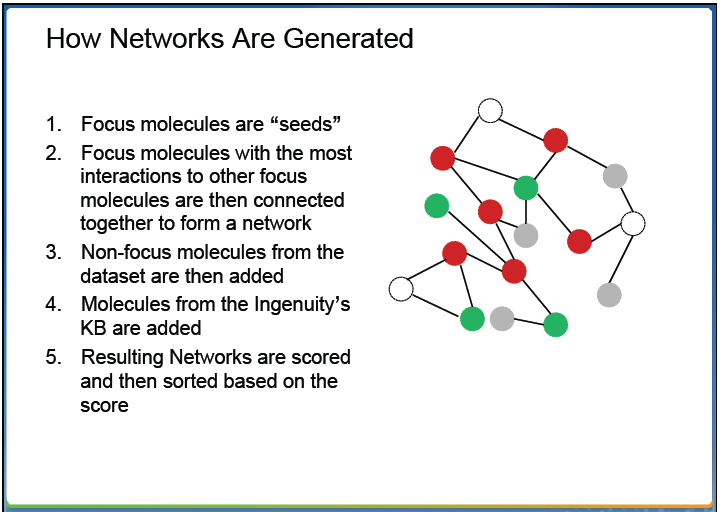 How Networks Are Generated
1. Focus molecules are “seeds”
2. Focus molecules with the most
interactions to other focus
molecules are then connected
together to form a network
3. Non-focus molecules from the
dataset are then added
4. Molecules from the Ingenuity’s
KB are added
5. Resulting Networks are scored
and then sorted based on the
score